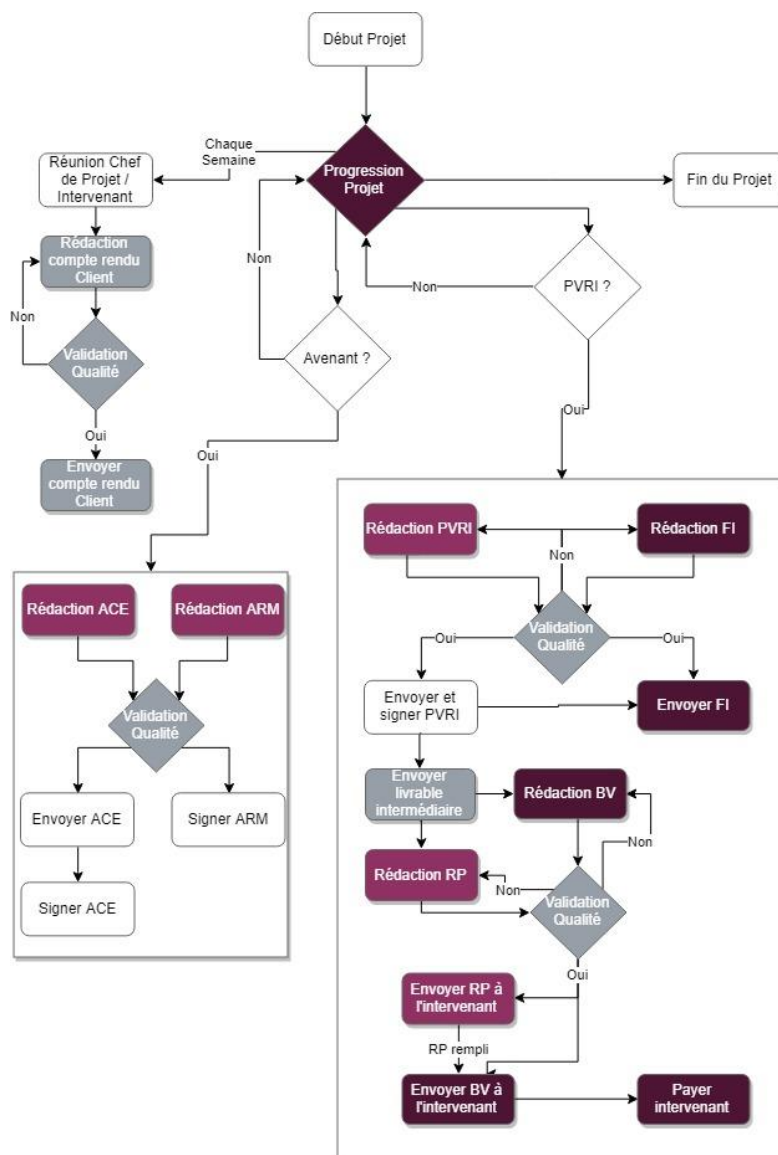 Début Projet
Chaque
Semaine
Réunion Chef
de Projet /
Intervenant
Progression
Projet
Fin du Projet
Rédaction
compte rendu
Client
Non
Non
PVRI ?
Non
Validation
Qualité
Avenant ?
Oui
Oui
Oui
Envoyer
compte rendu
Client
Rédaction PVRI
Rédaction FI
Non
Rédaction ACE
Rédaction ARM
Validation
Qualité
Oui
Oui
Envoyer et
signer PVRI
Envoyer FI
Validation
Qualité
Envoyer
livrable
intermédiaire
Rédaction BV
Envoyer ACE
Signer ARM
Non
Rédaction RP
Non
Validation
Qualité
Signer ACE
Oui
Envoyer RP à
l'intervenant
RP rempli
Envoyer BV à
l'intervenant
Payer
intervenant